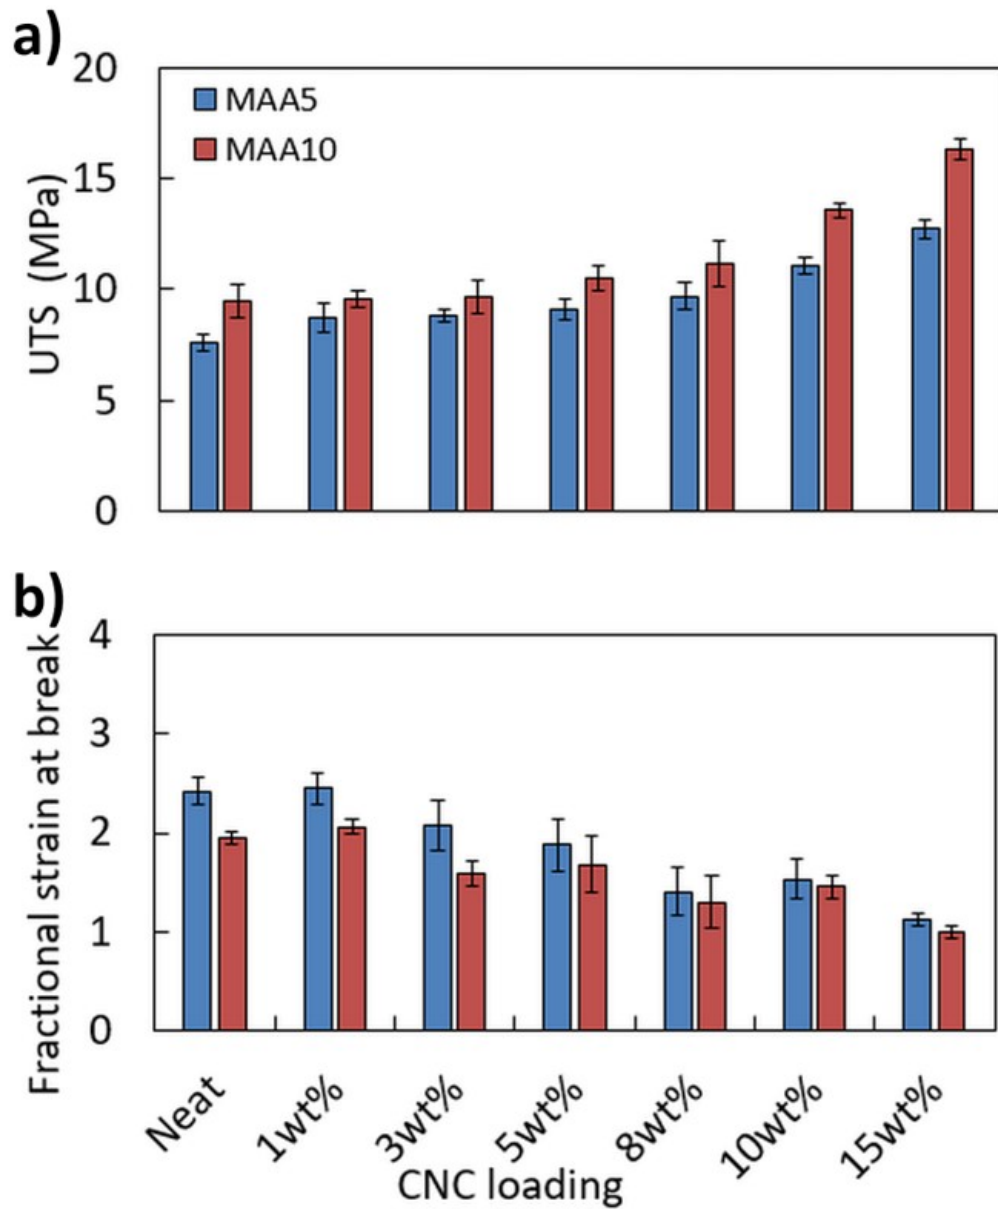 a)
20
15
10
5
0
UTS (MPa)
MAA5
MAA10
b)
4
3
2
1
0
Fractional strain at break
Neat
1wt%
3wt%
5wt%
8wt%
10wt%
15wt%
CNC loading